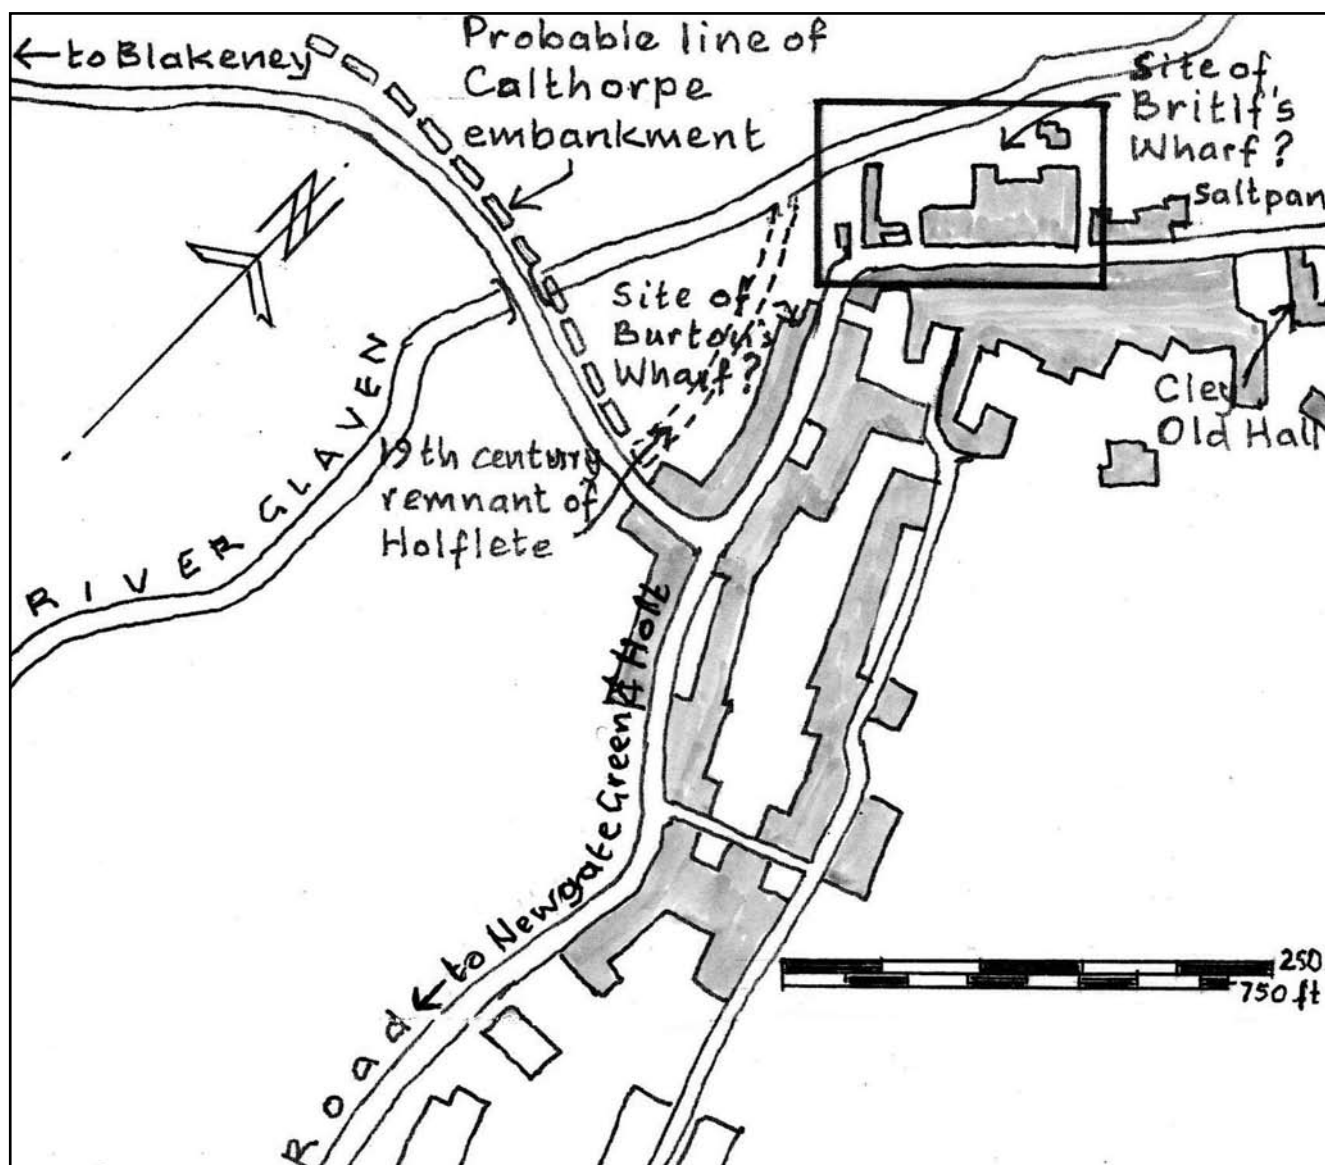 to Blakeney
Probable line of
Calthorpe
embankment
Site of
Britlf's
Wharf?
Saltpan
Site of
Burton's
Wharf?
Cley
Old Hall
19th century
remnant of
Holflete
RIVER GLAVEN
N
Road
to Newgate Green & Holt
250
750 ft